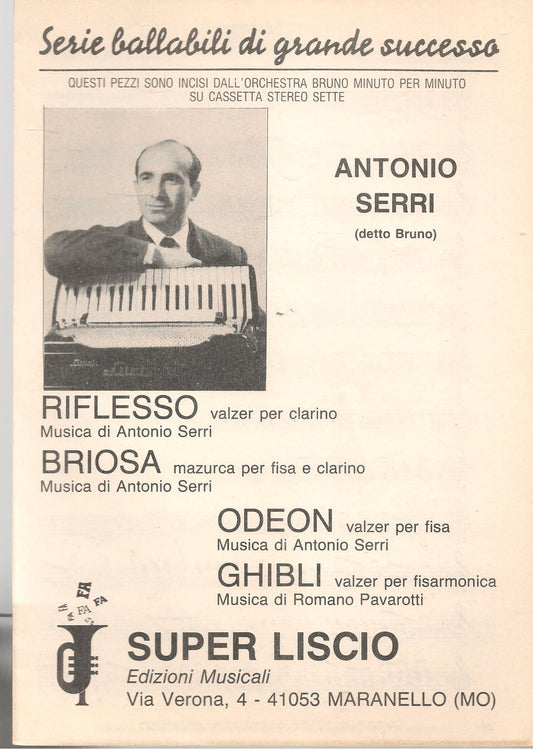 Serie ballabili di grande successo
QUESTI PEZZI SONO INCISI DALL'ORCHESTRA BRUNO MINUTO PER MINUTO
SU CASSETTA STEREO SETTE
ANTONIO
SERRI
(detto Bruno)
RIFLESSO valzer per clarino
Musica di Antonio Serri
BRIOSA mazurca per fisa e clarino
Musica di Antonio Serri
ODEON valzer per fisa
Musica di Antonio Serri
GHIBLI valzer per fisarmonica
Musica di Romano Pavarotti
FA
FA
FA
FA
FA
SUPER LISCIO
Edizioni Musicali
Via Verona, 4 - 41053 MARANELLO (MO)